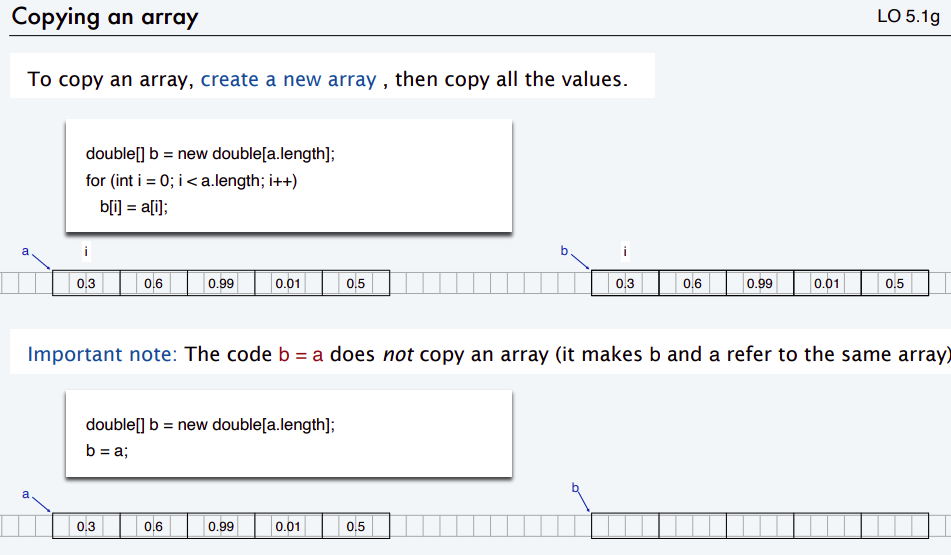 Copying an array
LO 5.1g
To copy an array, create a new array , then copy all the values.
double[] b = new double[a.length];
for (int i = 0; i < a.length; i++)
b[i] = a[i];
a i b i
0.3 0.6 0.99 0.01 0.5 0.3 0.6 0.99 0.01 0.5
Important note: The code b = a does not copy an array (it makes b and a refer to the same array)
double[] b = new double[a.length];
b = a;
a b
0.3 0.6 0.99 0.01 0.5